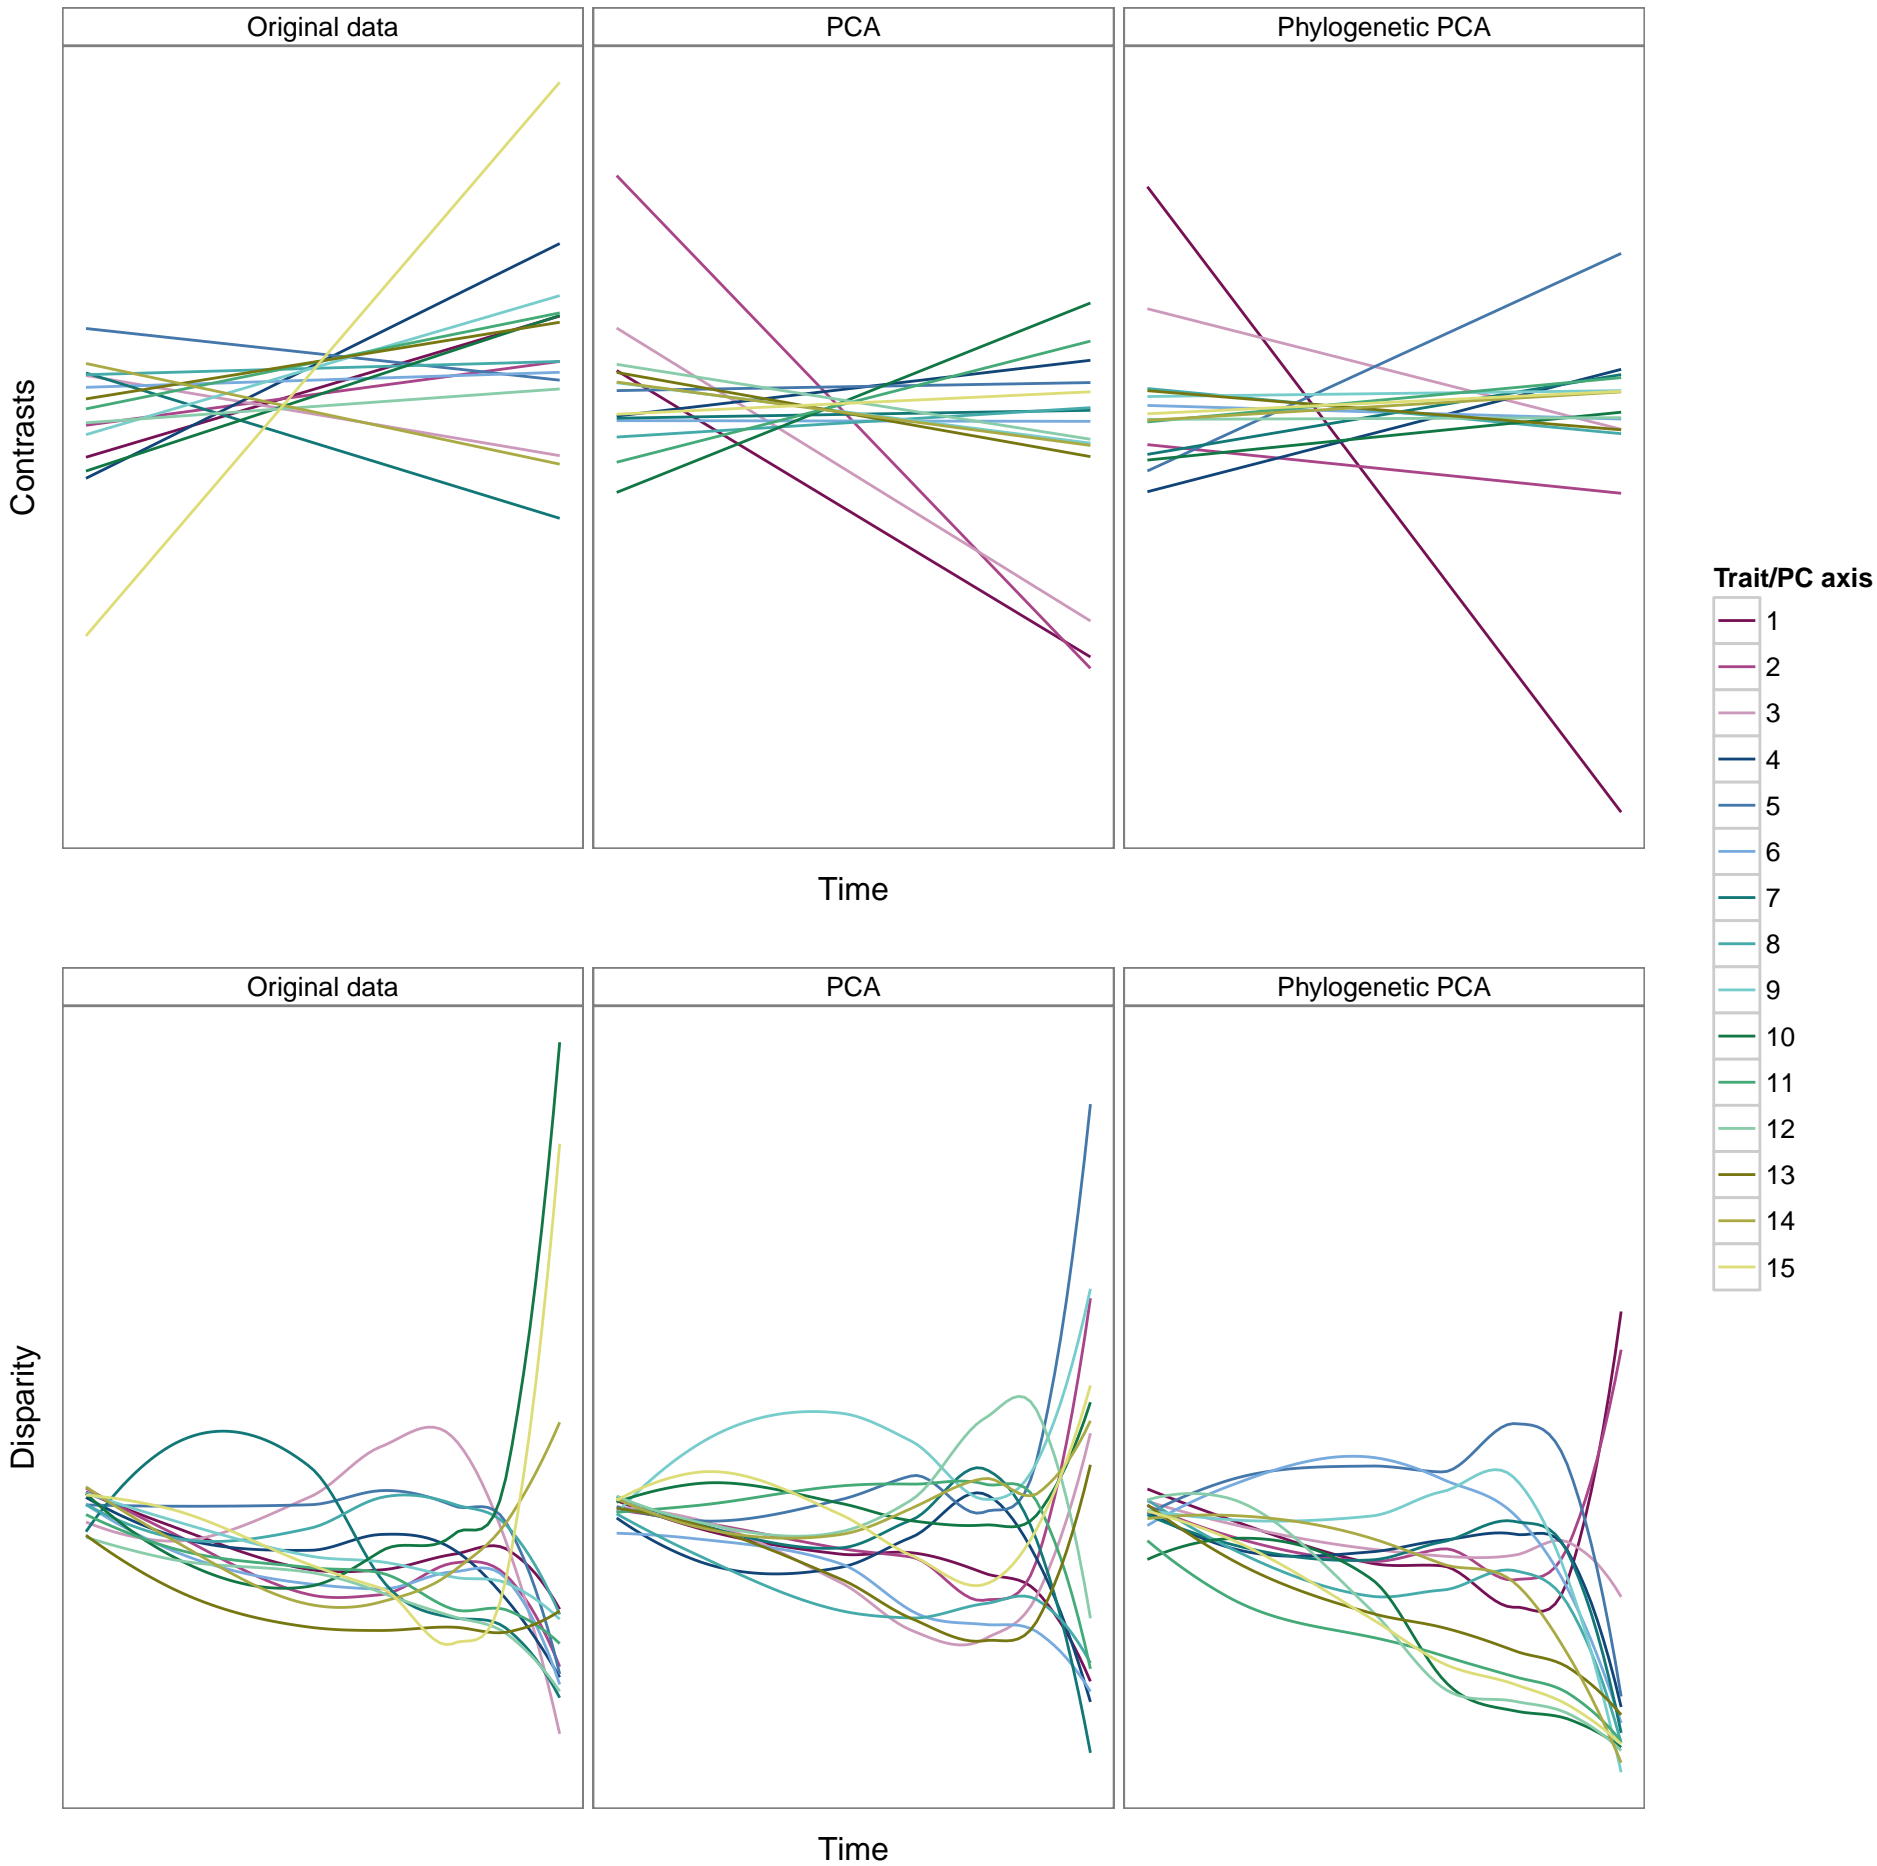 Original data
PCA
Phylogenetic PCA
Contrasts
Time
Original data
PCA
Phylogenetic PCA
Disparity
Time
Trait/PC axis
1
2
3
4
5
6
7
8
9
10
11
12
13
14
15